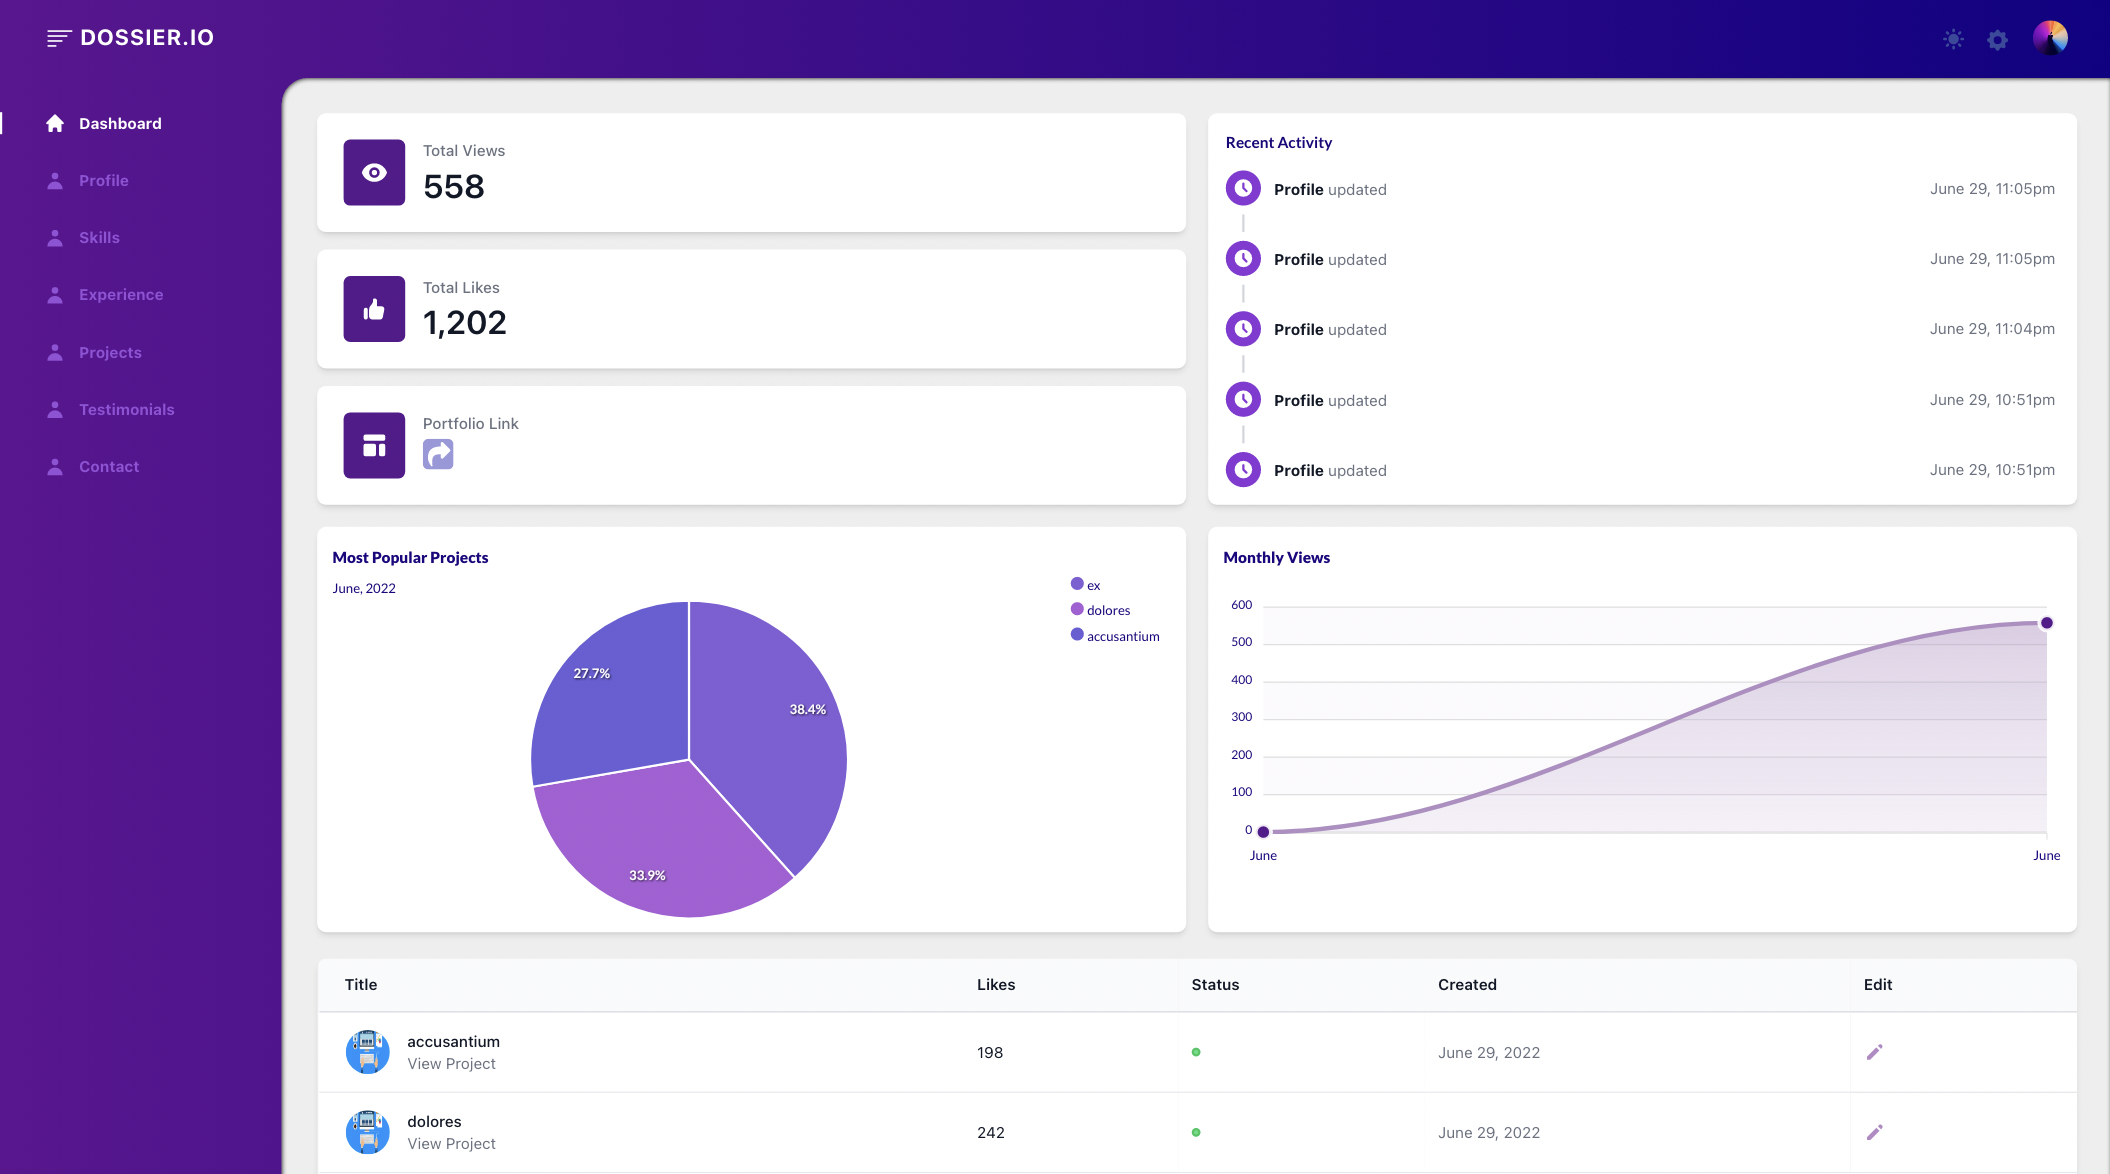 DOSSIER.IO
Dashboard
Profile
Skills
Experience
Projects
Testimonials
Contact
Total Views
558
Total Likes
1,202
Portfolio Link
Recent Activity
Profile updated June 29, 11:05pm
Profile updated June 29, 11:05pm
Profile updated June 29, 11:04pm
Profile updated June 29, 10:51pm
Profile updated June 29, 10:51pm
Most Popular Projects
June, 2022
ex
dolores
accusantium
27.7%
38.4%
33.9%
Monthly Views
600
500
400
300
200
100
0
June June
Title Likes Status Created Edit
accusantium
View Project
198 June 29, 2022
dolores
View Project
242 June 29, 2022